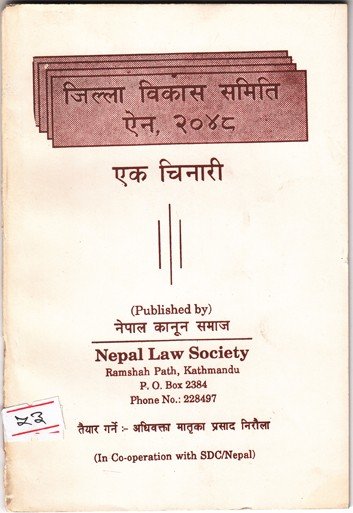 जिल्ला विकास समिति
ऐन, २०४८
एक चिनारी
(Published by)
नेपाल कानून समाज
Nepal Law Society
Ramshah Path, Kathmandu
P. O. Box 2384
Phone No.: 228497
२३
तैयार गर्ने :- अधिवक्ता मातृका प्रसाद निरौला
(In Co-operation with SDC/Nepal)